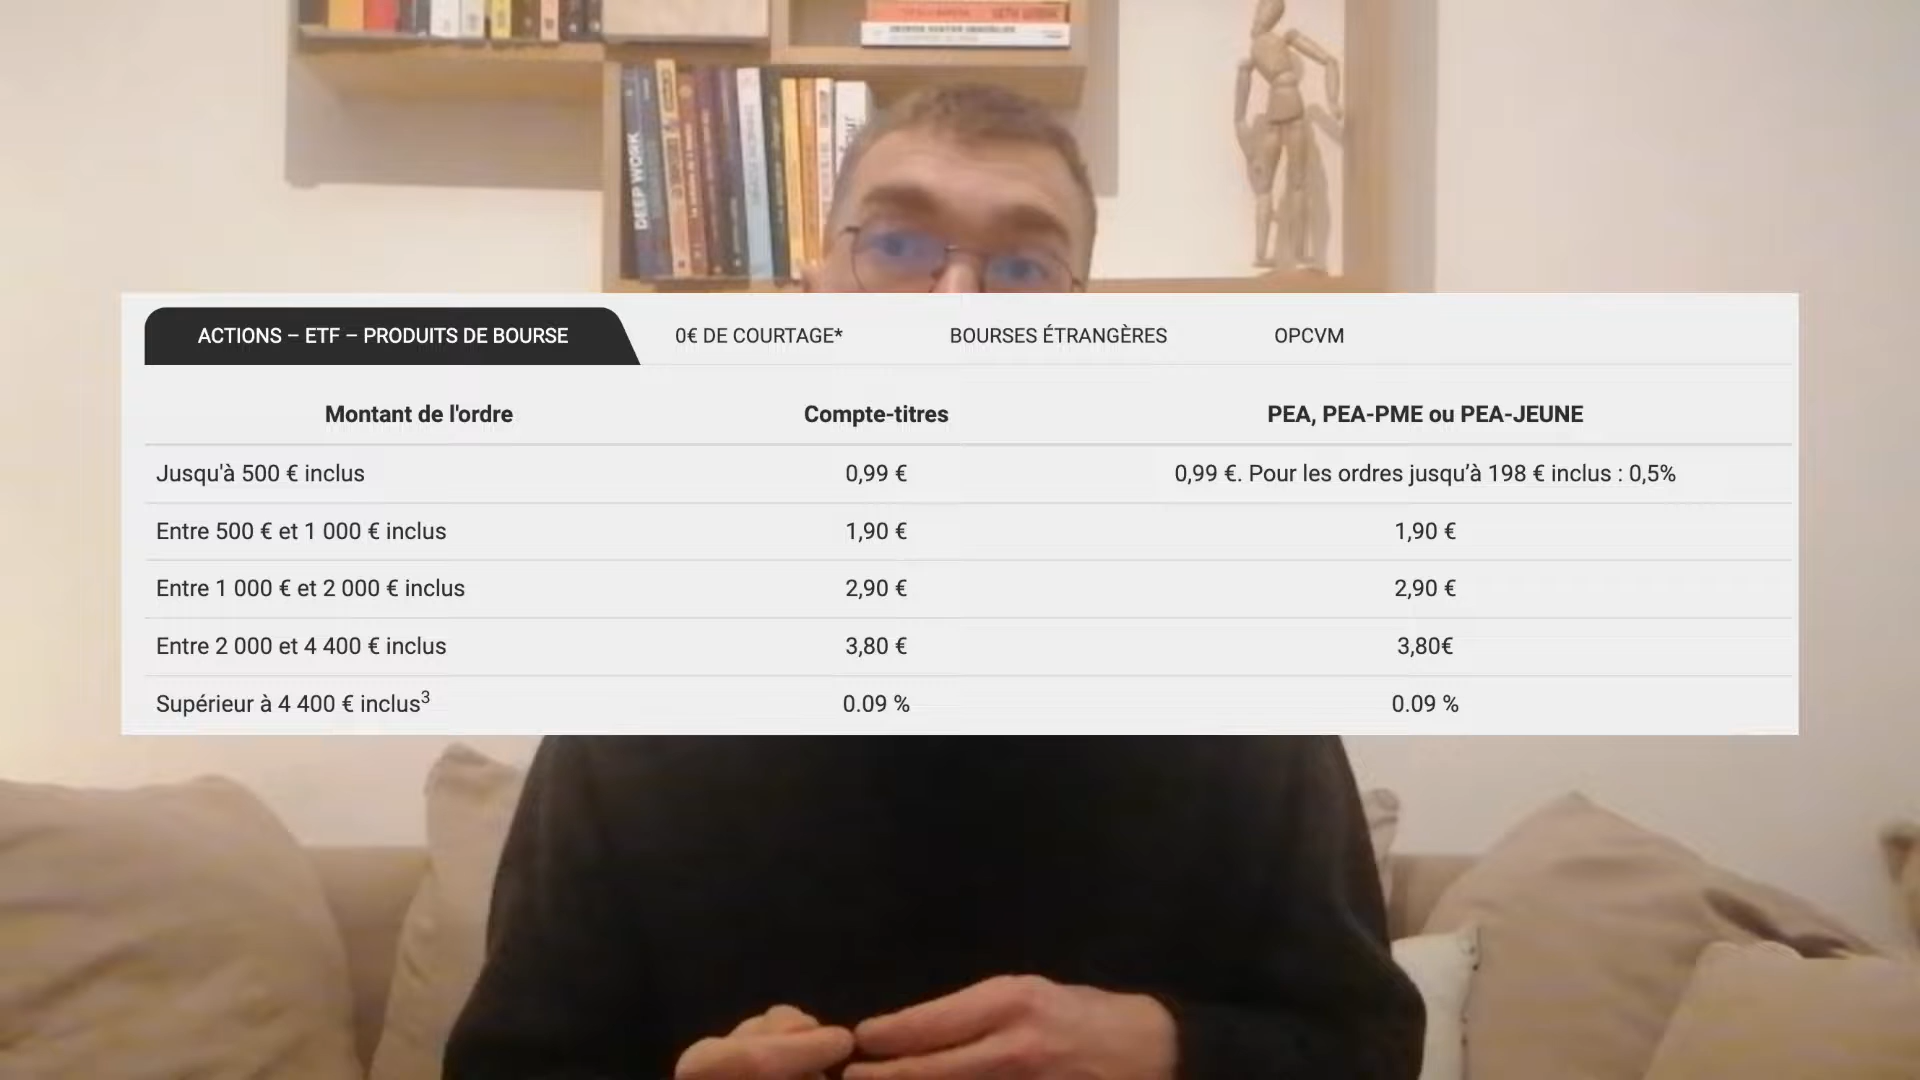 DEEP WORK
ACTIONS – ETF – PRODUITS DE BOURSE 0€ DE COURTAGE* BOURSES ÉTRANGÈRES OPCVM
Montant de l'ordre Compte-titres PEA, PEA-PME ou PEA-JEUNE
Jusqu'à 500 € inclus 0,99 € 0,99 €. Pour les ordres jusqu’à 198 € inclus : 0,5%
Entre 500 € et 1 000 € inclus 1,90 € 1,90 €
Entre 1 000 € et 2 000 € inclus 2,90 € 2,90 €
Entre 2 000 et 4 400 € inclus 3,80 € 3,80€
Supérieur à 4 400 € inclus3 0.09 % 0.09 %